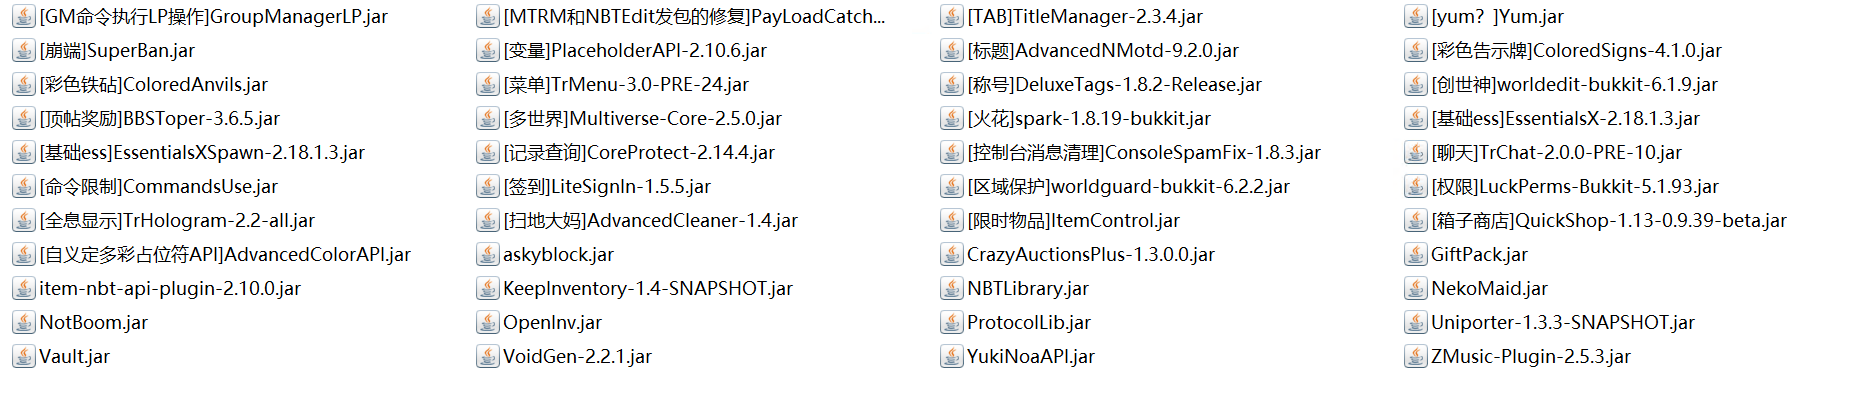 [GM命令执行LP操作]GroupManagerLP.jar
[MTRM和NBTEdit发包的修复]PayLoadCatch...
[TAB]TitleManager-2.3.4.jar
[yum？]Yum.jar
[崩端]SuperBan.jar
[变量]PlaceholderAPI-2.10.6.jar
[标题]AdvancedNMotd-9.2.0.jar
[彩色告示牌]ColoredSigns-4.1.0.jar
[彩色铁砧]ColoredAnvils.jar
[菜单]TrMenu-3.0-PRE-24.jar
[称号]DeluxeTags-1.8.2-Release.jar
[创世神]worldedit-bukkit-6.1.9.jar
[顶帖奖励]BBSToper-3.6.5.jar
[多世界]Multiverse-Core-2.5.0.jar
[火花]spark-1.8.19-bukkit.jar
[基础ess]EssentialsX-2.18.1.3.jar
[基础ess]EssentialsXSpawn-2.18.1.3.jar
[记录查询]CoreProtect-2.14.4.jar
[控制台消息清理]ConsoleSpamFix-1.8.3.jar
[聊天]TrChat-2.0.0-PRE-10.jar
[命令限制]CommandsUse.jar
[签到]LiteSignIn-1.5.5.jar
[区域保护]worldguard-bukkit-6.2.2.jar
[权限]LuckPerms-Bukkit-5.1.93.jar
[全息显示]TrHologram-2.2-all.jar
[扫地大妈]AdvancedCleaner-1.4.jar
[限时物品]ItemControl.jar
[箱子商店]QuickShop-1.13-0.9.39-beta.jar
[自义定多彩占位符API]AdvancedColorAPI.jar
askyblock.jar
CrazyAuctionsPlus-1.3.0.0.jar
GiftPack.jar
item-nbt-api-plugin-2.10.0.jar
KeepInventory-1.4-SNAPSHOT.jar
NBTLibrary.jar
NekoMaid.jar
NotBoom.jar
OpenInv.jar
ProtocolLib.jar
Uniporter-1.3.3-SNAPSHOT.jar
Vault.jar
VoidGen-2.2.1.jar
YukiNoaAPI.jar
ZMusic-Plugin-2.5.3.jar